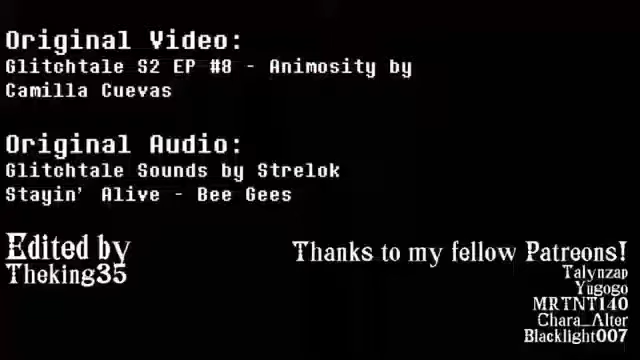 Original Video:
Glitchtale S2 EP #8 - Animosity by
Camilla Cuevas
Original Audio:
Glitchtale Sounds by Strelok
Stayin' Alive - Bee Gees
Edited by
Theking35
Thanks to my fellow Patreons!
Talynzap
Yugogo
MRTNT140
Chara_Alter
Blacklight007